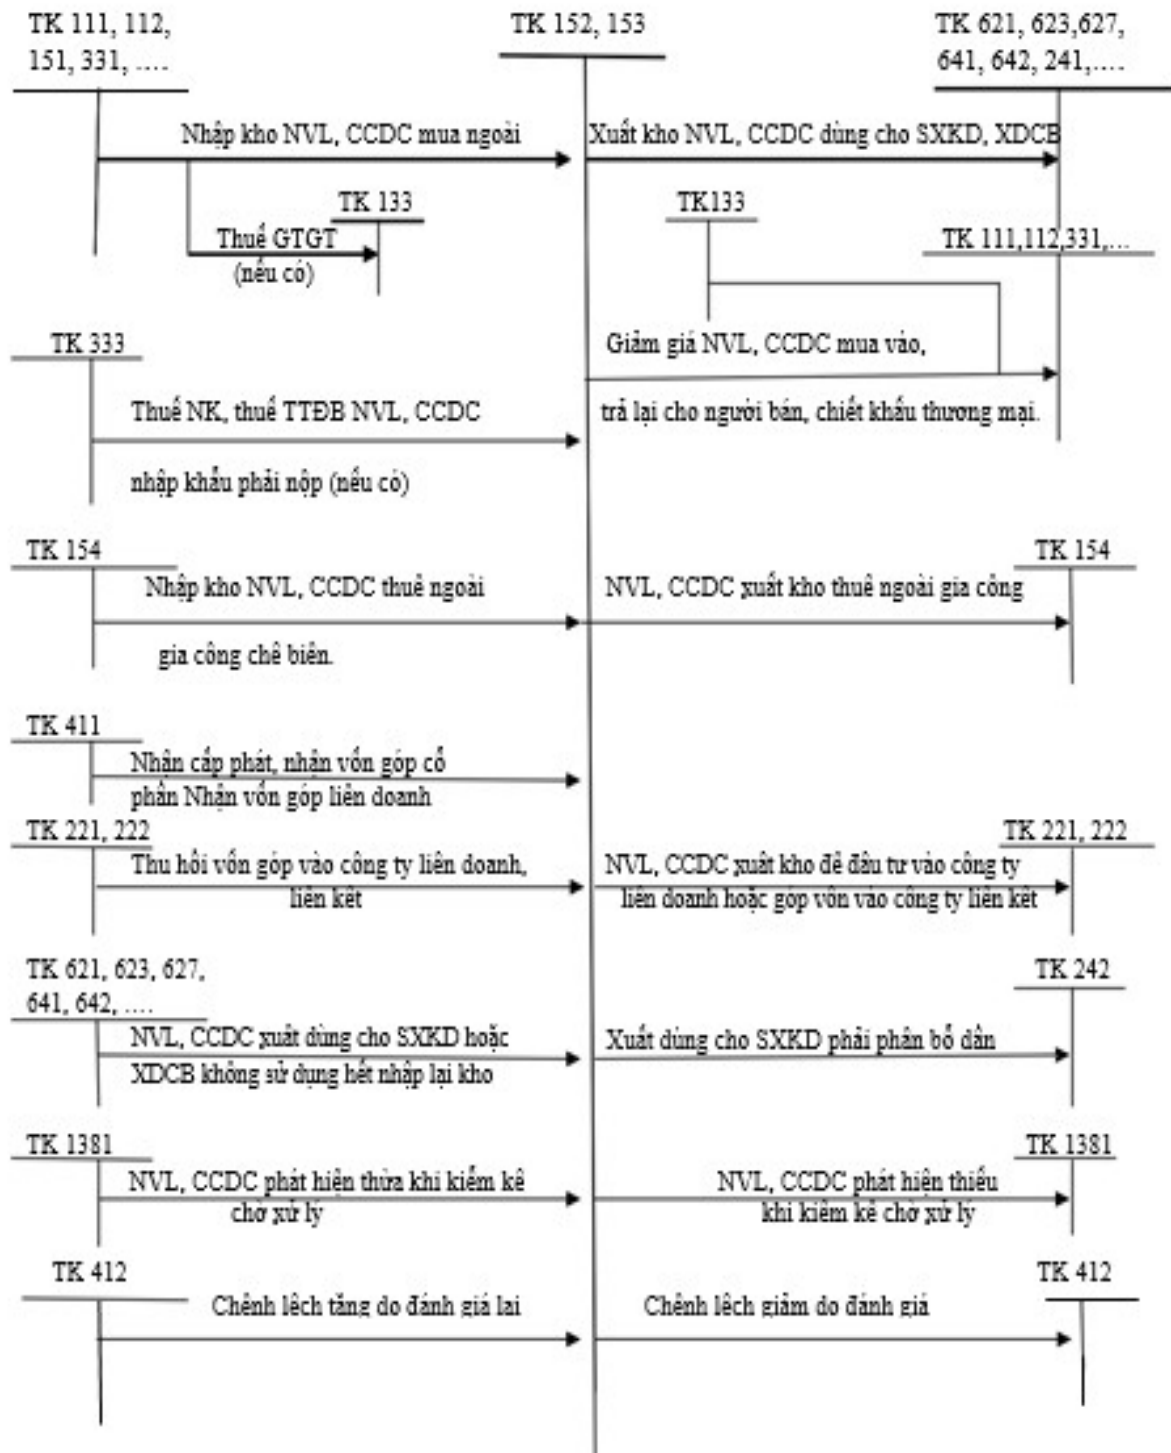 TK 111, 112,
151, 331, ….
TK 152, 153
TK 621, 623,627,
641, 642, 241,….
Nhập kho NVL, CCDC mua ngoài
Xuất kho NVL, CCDC dùng cho SXKD, XDCB
TK 133
Thuế GTGT
(nếu có)
TK133
TK 111,112,331,...
TK 333
Giảm giá NVL, CCDC mua vào,
Thuế NK, thuế TTĐB NVL, CCDC
trả lại cho người bán, chiết khấu thương mại.
nhập khẩu phải nộp (nếu có)
TK 154
TK 154
Nhập kho NVL, CCDC thuê ngoài
NVL, CCDC xuất kho thuê ngoài gia công
gia công chê biên.
TK 411
Nhận cấp phát, nhận vốn góp cổ
phần Nhận vốn góp liên doanh
TK 221, 222
TK 221, 222
Thu hồi vốn góp vào công ty liên doanh,
liên kết
NVL, CCDC xuất kho để đầu tư vào công ty
liên doanh hoặc góp vốn vào công ty liên kết
TK 621, 623, 627,
641, 642, ….
TK 242
NVL, CCDC xuất dùng cho SXKD hoặc
XDCB không sử dụng hết nhập lại kho
Xuất dùng cho SXKD phải phân bổ dần
TK 1381
TK 1381
NVL, CCDC phát hiện thừa khi kiểm kê
chờ xử lý
NVL, CCDC phát hiện thiếu
khi kiểm kê chờ xử lý
TK 412
TK 412
Chênh lệch tăng do đánh giá lại
Chênh lệch giảm do đánh giá